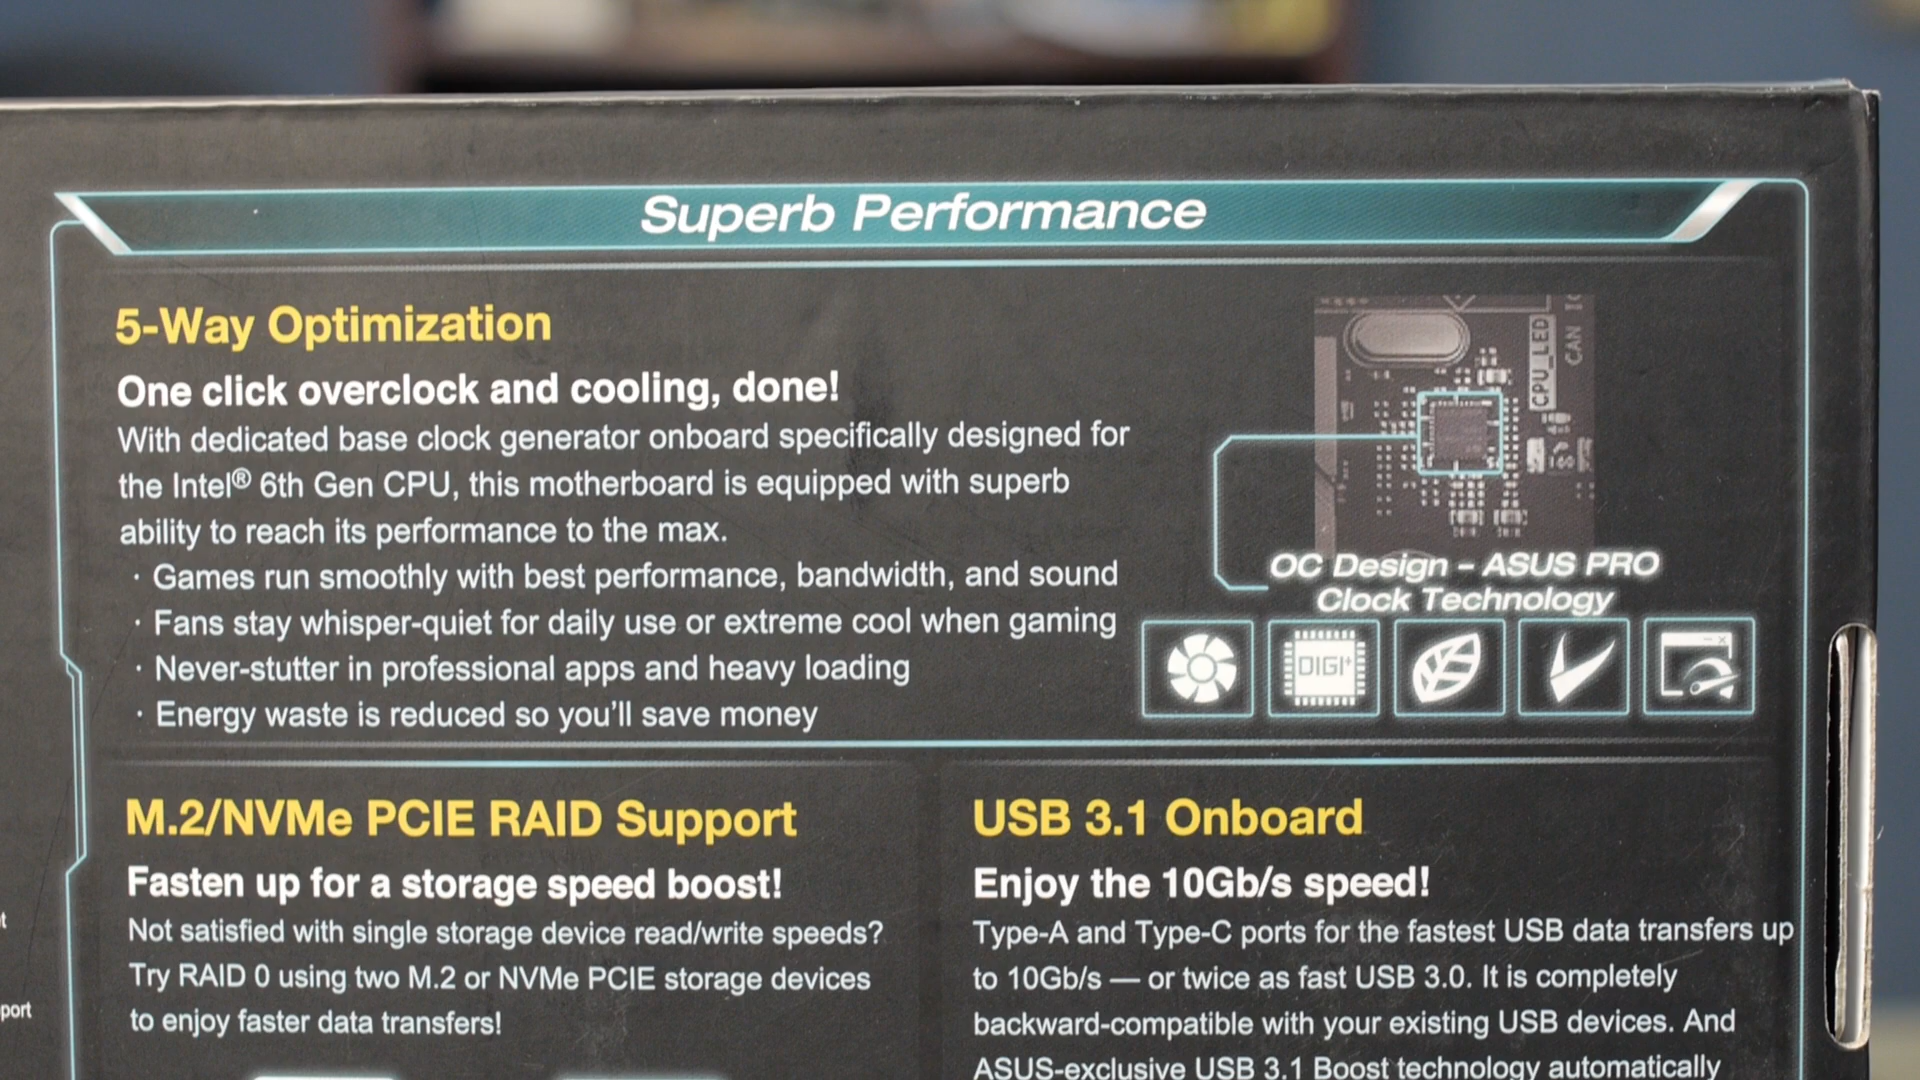 Superb Performance
5-Way Optimization
One click overclock and cooling, done!
With dedicated base clock generator onboard specifically designed for
the Intel® 6th Gen CPU, this motherboard is equipped with superb
ability to reach its performance to the max.
· Games run smoothly with best performance, bandwidth, and sound
· Fans stay whisper-quiet for daily use or extreme cool when gaming
· Never-stutter in professional apps and heavy loading
· Energy waste is reduced so you'll save money
CPU_LED
CAN IC
OC Design – ASUS PRO
Clock Technology
DIGI+
M.2/NVMe PCIE RAID Support
Fasten up for a storage speed boost!
Not satisfied with single storage device read/write speeds?
Try RAID 0 using two M.2 or NVMe PCIE storage devices
to enjoy faster data transfers!
USB 3.1 Onboard
Enjoy the 10Gb/s speed!
Type-A and Type-C ports for the fastest USB data transfers up
to 10Gb/s — or twice as fast USB 3.0. It is completely
backward-compatible with your existing USB devices. And
ASUS-exclusive USB 3.1 Boost technology automatically